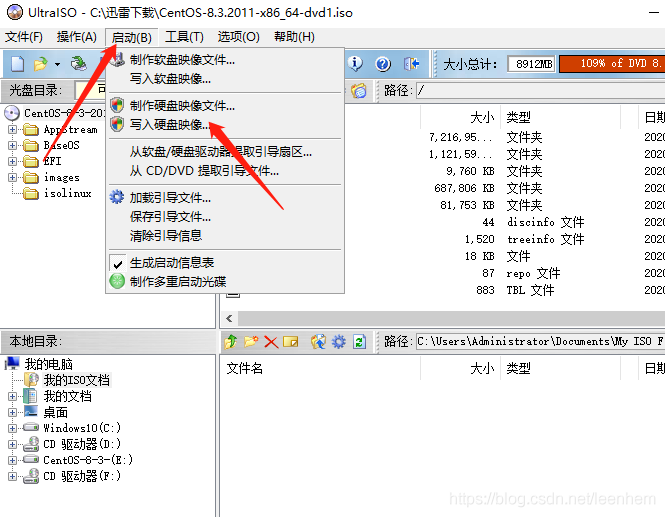 UltraISO - C:\迅雷下载\CentOS-8.3.2011-x86_64-dvd1.iso
文件(F) 操作(A) 启动(B) 工具(T) 选项(O) 帮助(H)
大小总计: 8912MB 109% of DVD 8.
光盘目录: 可 路径: /
制作软盘映像文件...
写入软盘映像...
制作硬盘映像文件...
写入硬盘映像...
从软盘/硬盘驱动器提取引导扇区...
从 CD/DVD 提取引导文件...
加载引导文件...
保存引导文件...
清除引导信息
生成启动信息表
制作多重启动光碟
CentOS-8-3-20
AppStream
BaseOS
EFI
images
isolinux
大小 类型
7,216,95... 文件夹 2020
1,121,59... 文件夹 2020
9,760 KB 文件夹 2020
687,806 KB 文件夹 2020
81,753 KB 文件夹 2020
44 discinfo 文件 2020
1,520 treeinfo 文件 2020
18 KB 文件 2020
87 repo 文件 2020
883 TBL 文件 2020
本地目录: 路径: C:\Users\Administrator\Documents\My ISO F
我的电脑
我的ISO文档
我的文档
桌面
Windows10(C:)
CD 驱动器(D:)
CentOS-8-3-(E:)
CD 驱动器(F:)
文件名 大小 类型
https://blog.csdn.net/leenhem